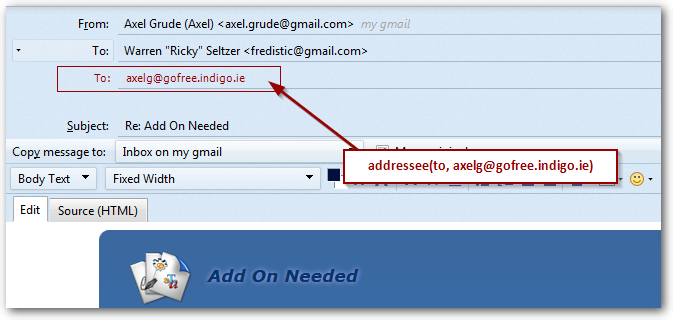 From: Axel Grude (Axel) <axel.grude@gmail.com> my gmail
To: Warren "Ricky" Seltzer <fredistic@gmail.com>
To: axelg@gofree.indigo.ie
Subject: Re: Add On Needed
Copy message to: Inbox on my gmail
addressee(to, axelg@gofree.indigo.ie)
Body Text Fixed Width
Edit Source (HTML)
Add On Needed